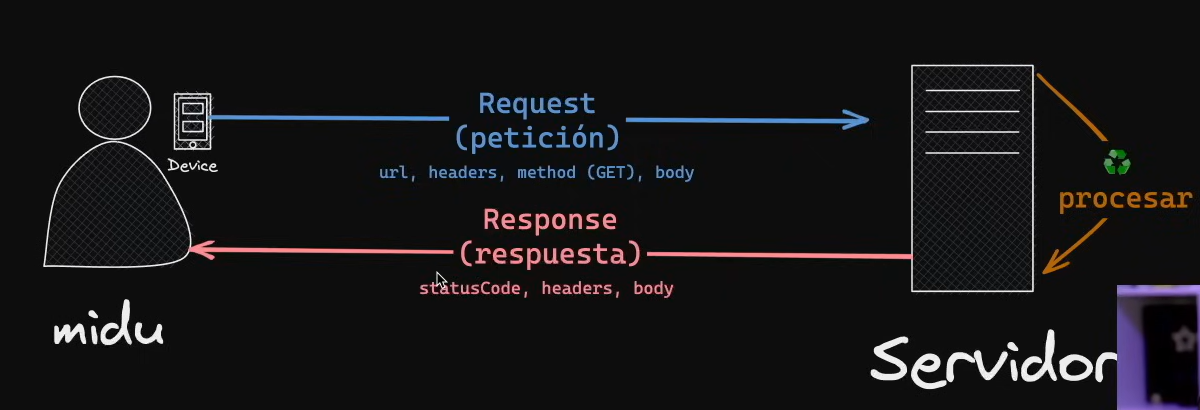 Request
(petición)
Device
url, headers, method (GET), body
procesar
Response
(respuesta)
statusCode, headers, body
midu
Servidor